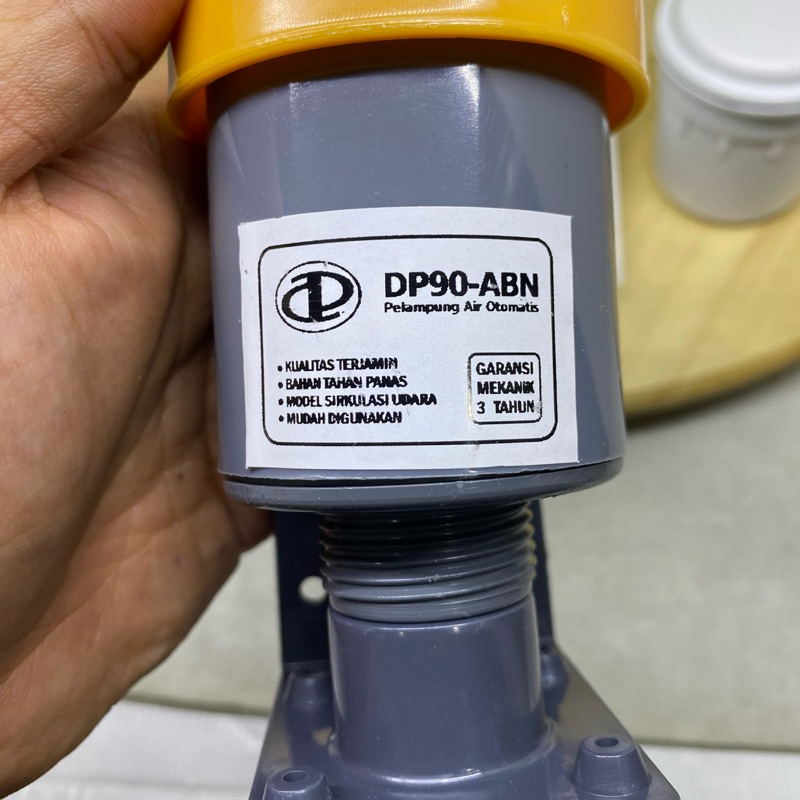 DP90-ABN
Pelampung Air Otomatis
• KUALITAS TERJAMIN
• BAHAN TAHAN PANAS
• MODEL SIRKULASI UDARA
• MUDAH DIGUNAKAN
GARANSI
MEKANIK
3 TAHUN